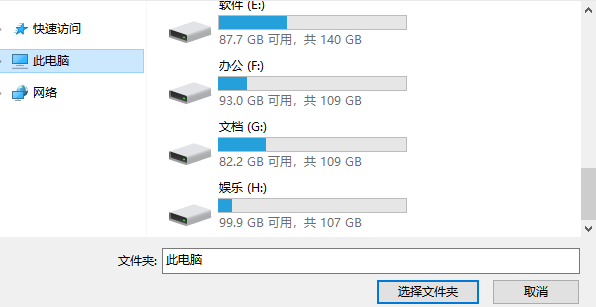 软件 (E:)
快速访问
87.7 GB 可用，共 140 GB
此电脑
办公 (F:)
网络
93.0 GB 可用，共 109 GB
文档 (G:)
82.2 GB 可用，共 109 GB
娱乐 (H:)
99.9 GB 可用，共 107 GB
文件夹: 此电脑
选择文件夹 取消